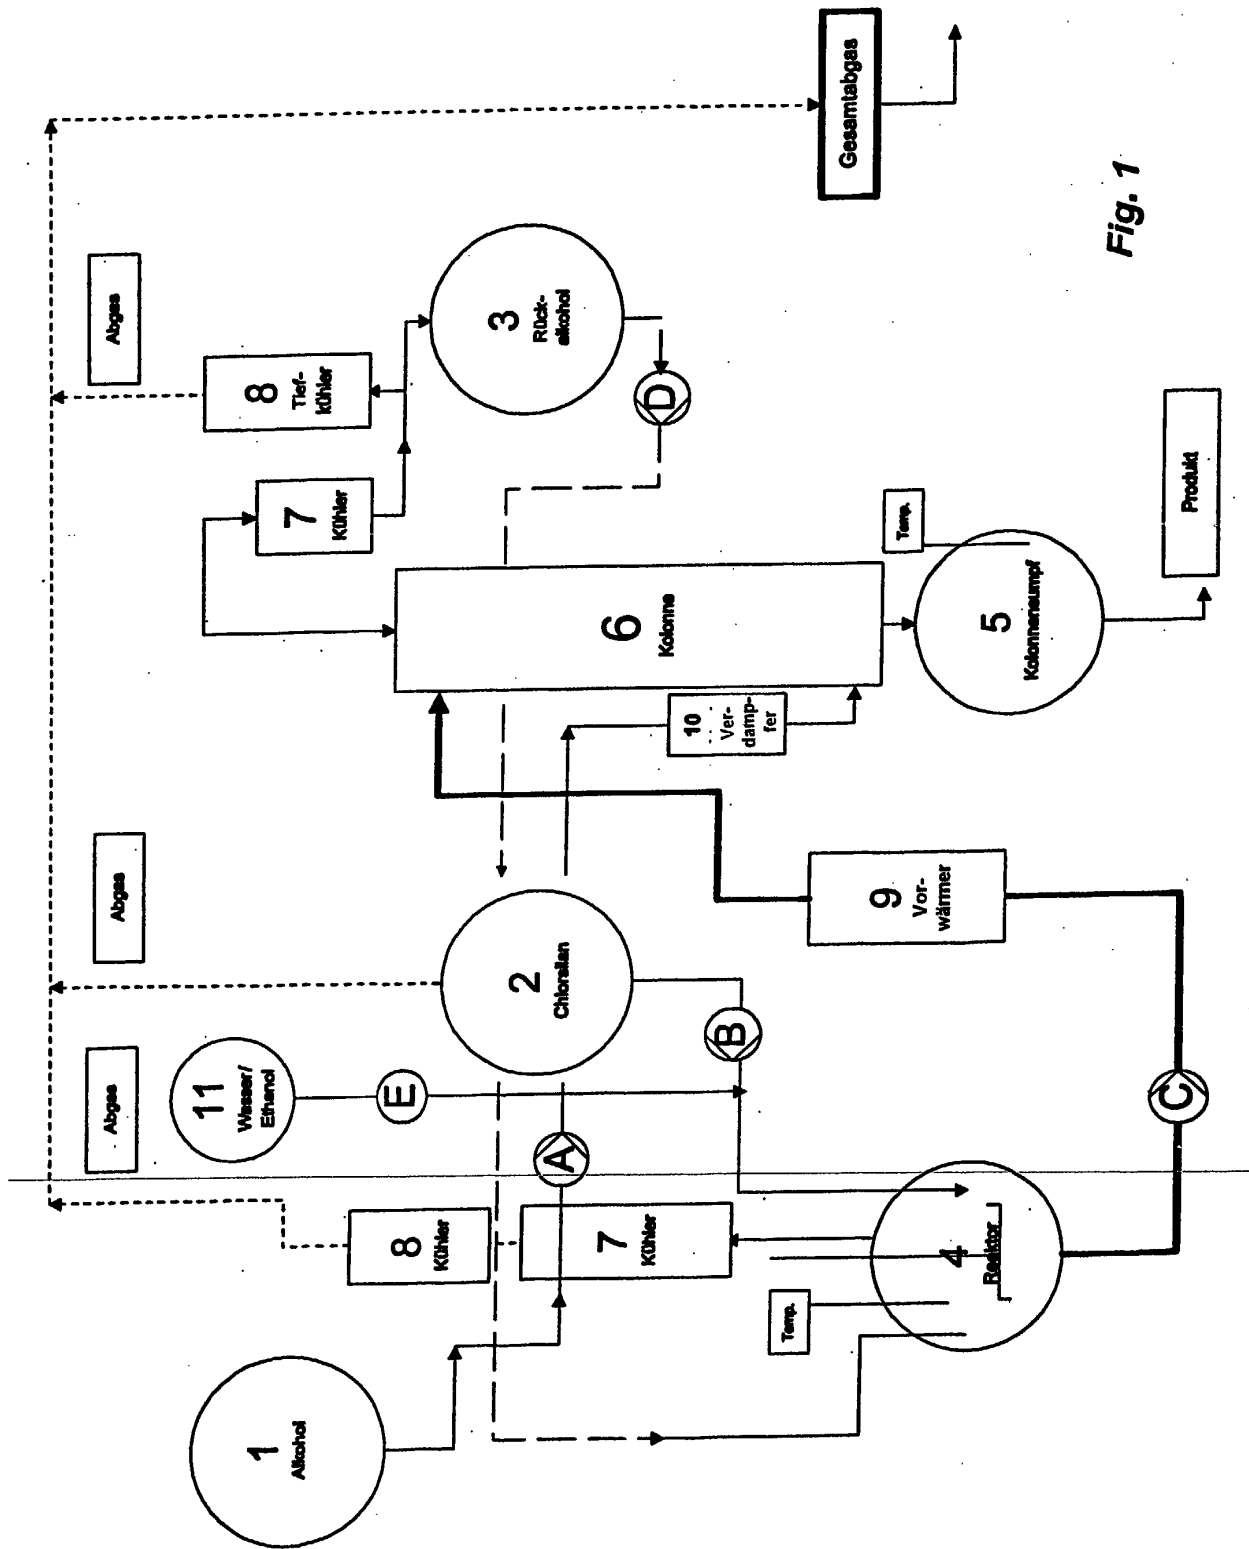 Abgas
Abgas
Abgas
11
Wasser/
Ethanol
1
Alkohol
8
Kühler
E
7
Kühler
A
2
Chlorsilan
B
Temp.
4
Reaktor
C
9
Vor-
wärmer
10
Ver-
damp-
fer
6
Kolonne
7
Kühler
8
Tief-
kühler
3
Rück-
alkohol
D
5
Kolonnensumpf
Temp.
Produkt
Gesamtabgas
Fig. 1